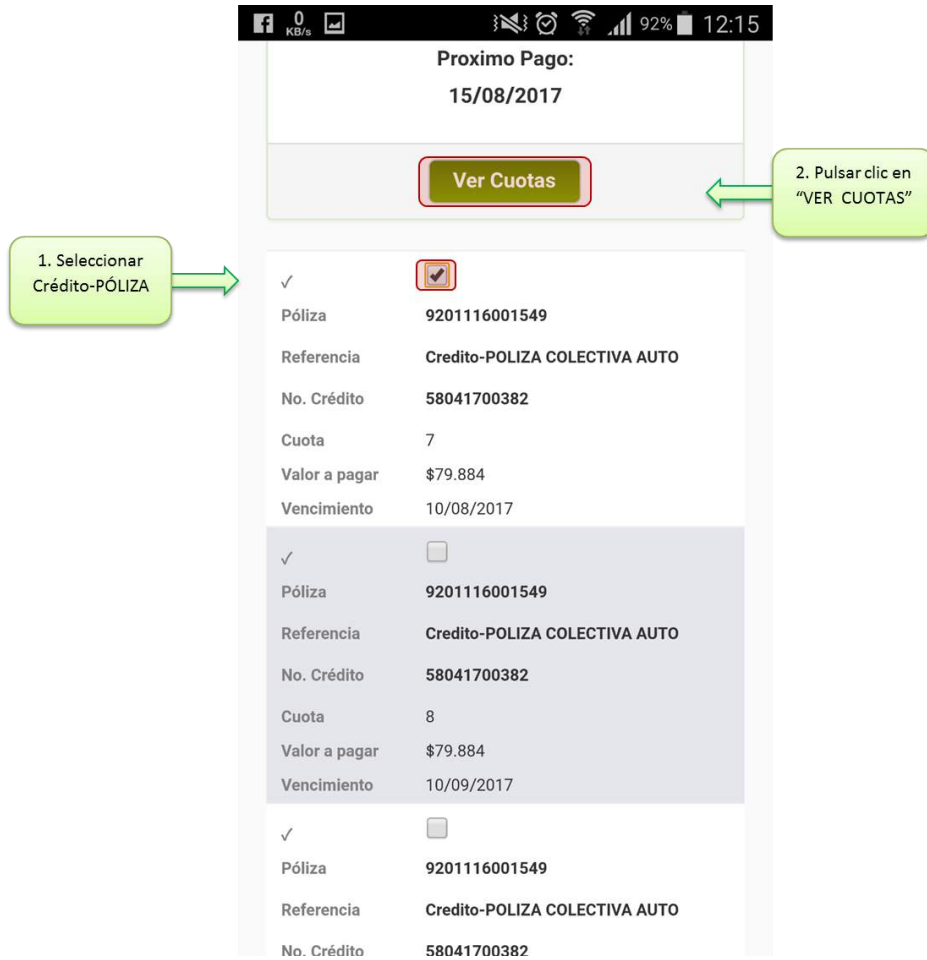 0
KB/s
92% 12:15
Proximo Pago:
15/08/2017
Ver Cuotas
2. Pulsar clic en
“VER CUOTAS”
1. Seleccionar
Crédito-PÓLIZA
✓
Póliza 9201116001549
Referencia Credito-POLIZA COLECTIVA AUTO
No. Crédito 58041700382
Cuota 7
Valor a pagar $79.884
Vencimiento 10/08/2017
✓
Póliza 9201116001549
Referencia Credito-POLIZA COLECTIVA AUTO
No. Crédito 58041700382
Cuota 8
Valor a pagar $79.884
Vencimiento 10/09/2017
✓
Póliza 9201116001549
Referencia Credito-POLIZA COLECTIVA AUTO
No. Crédito 58041700382